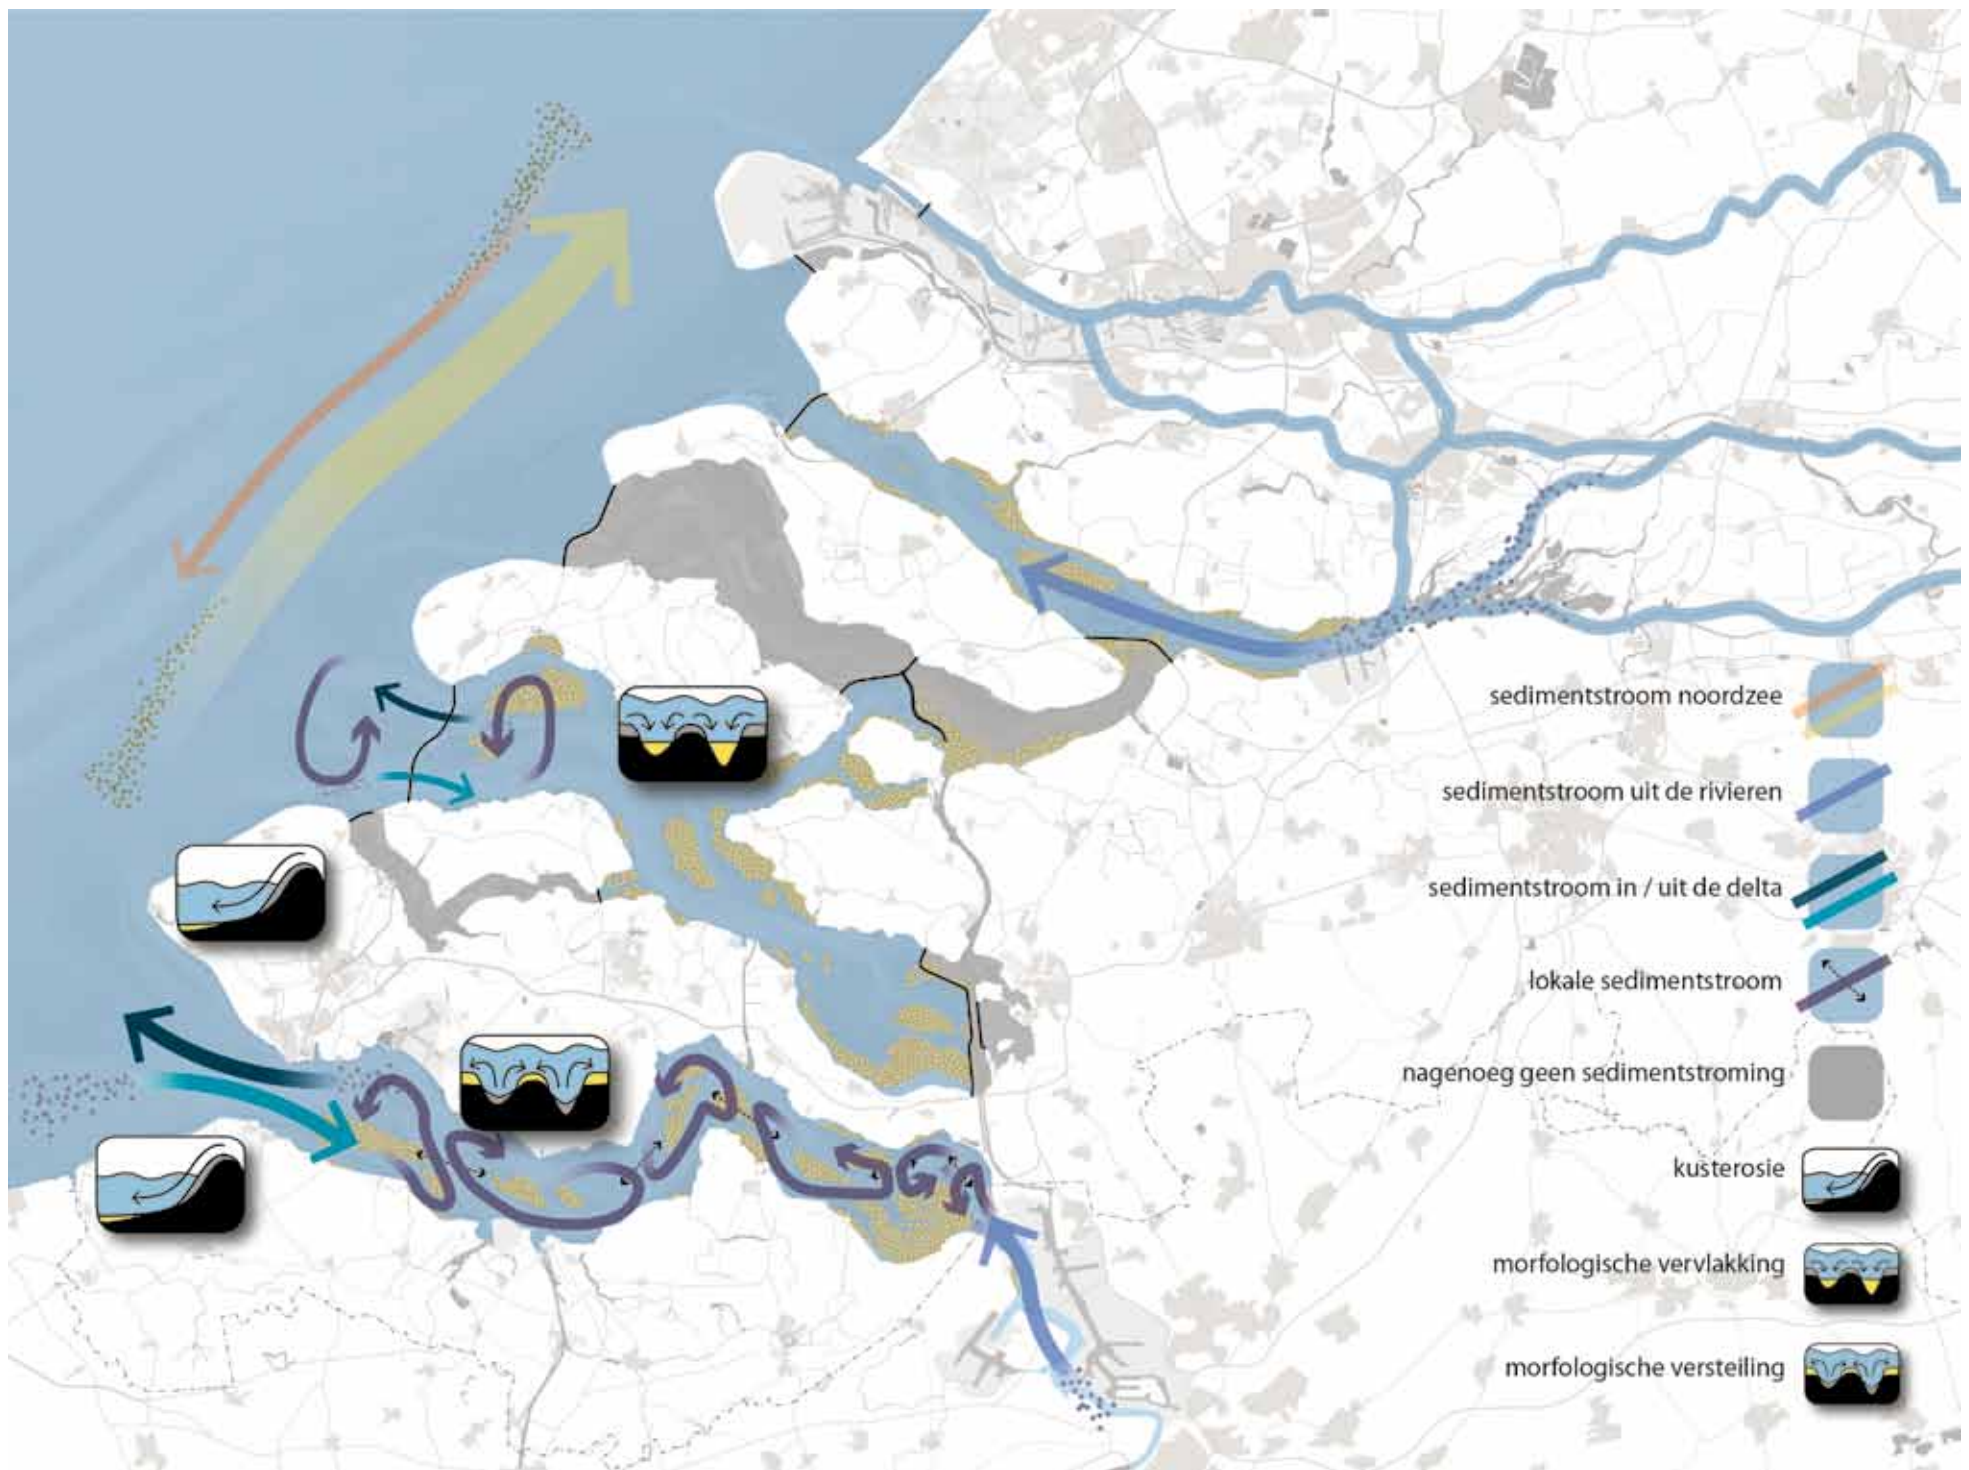 sedimentstroom noordzee
sedimentstroom uit de rivieren
sedimentstroom in / uit de delta
lokale sedimentstroom
nagenoeg geen sedimentstroming
kusterosie
morfologische vervlakking
morfologische versteiling